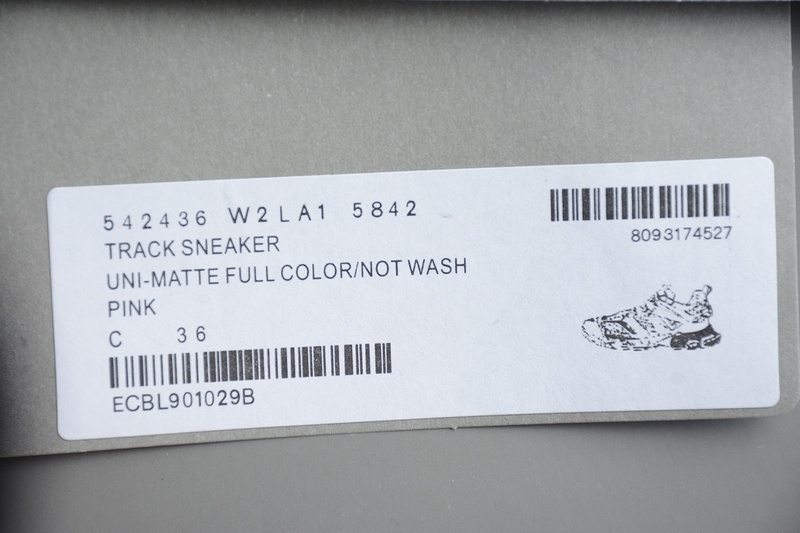 542436 W2LA1 5842
TRACK SNEAKER
UNI-MATTE FULL COLOR/NOT WASH
PINK
C 36
ECBL901029B
8093174527